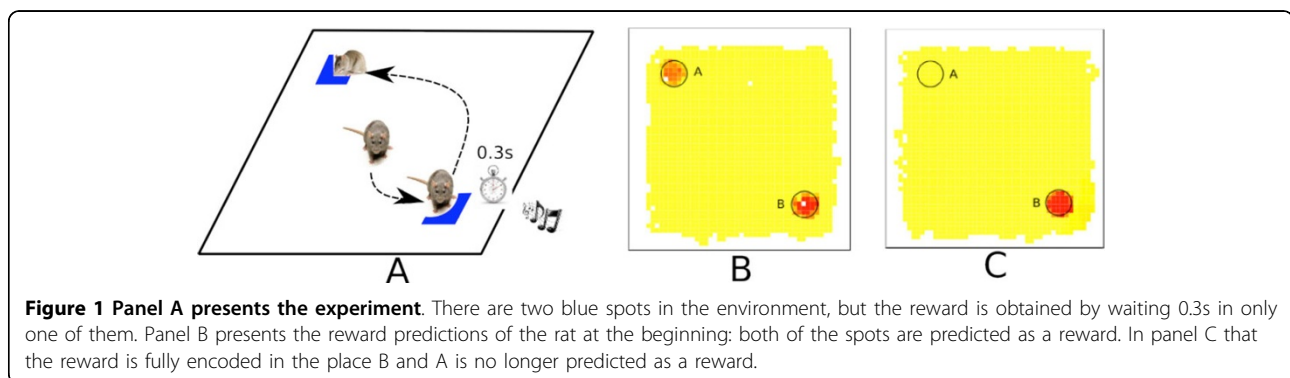 0.3s
A
A
B
B
A
B
C
Figure 1 Panel A presents the experiment. There are two blue spots in the environment, but the reward is obtained by waiting 0.3s in only
one of them. Panel B presents the reward predictions of the rat at the beginning: both of the spots are predicted as a reward. In panel C that
the reward is fully encoded in the place B and A is no longer predicted as a reward.